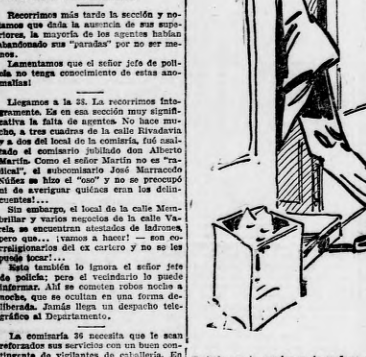 Recorrimos más tarde la sección y no-
tamos que dada la ausencia de sus supe-
riores, la mayoría de los agentes habían
abandonado sus "paradas" por no ser me-
nos.
Lamentamos que el señor jefe de poli-
cía no tenga conocimiento de estas ano-
malías!
Llegamos a la 38. La recorrimos ínte-
gramente. Es en esa sección muy signifi-
cativa la falta de agentes. No hace mu-
cho, a tres cuadras de la calle Rivadavia
y a dos del local de la comisaría, fué asal-
tado el comisario jubilado don Alberto
Martín. Como el señor Martín no es "ra-
dical", el subcomisario José Marracode
Núñez se hizo el "oso" y no se preocupó
ni de averiguar quiénes eran los delin-
cuentes!...
Sin embargo, el local de la calle Mem-
brillar y varios negocios de la calle Va-
rela, se encuentran atestados de ladrones,
pero que... ¡vamos a hacer! — son co-
rreligionarios del ex cartero y no se les
puede tocar!...
Esto también lo ignora el señor jefe
de policía; pero el vecindario lo puede
informar. Ahí se cometen robos noche a
noche, que se ocultan en una forma de-
liberada. Jamás llega un despacho tele-
gráfico al Departamento.
La comisaría 36 necesita que le sean
reforzados sus servicios con un buen con-
tingente de vigilantes de caballería. En